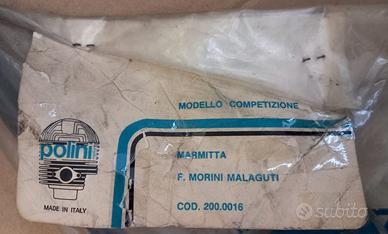 MODELLO COMPETIZIONE
polini
MARMITTA
F. MORINI MALAGUTI
MADE IN ITALY
COD. 200.0016
subito